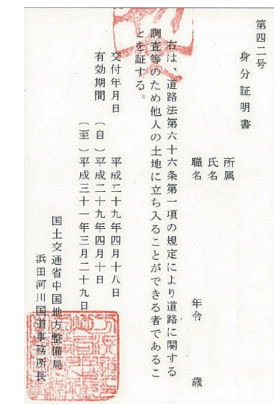 第四二号
身分証明書
所属
氏名
職名 年令 歳
右は、道路法第六十六条第一項の規定により道路に関する
調査等のため他人の土地に立ち入ることができる者であるこ
とを証する。
交付年月日 平成二十九年四月十八日
有効期間 （自）平成二十九年四月十日
（至）平成三十一年三月二十九日
国土交通省中国地方整備局
浜田河川国道事務所長